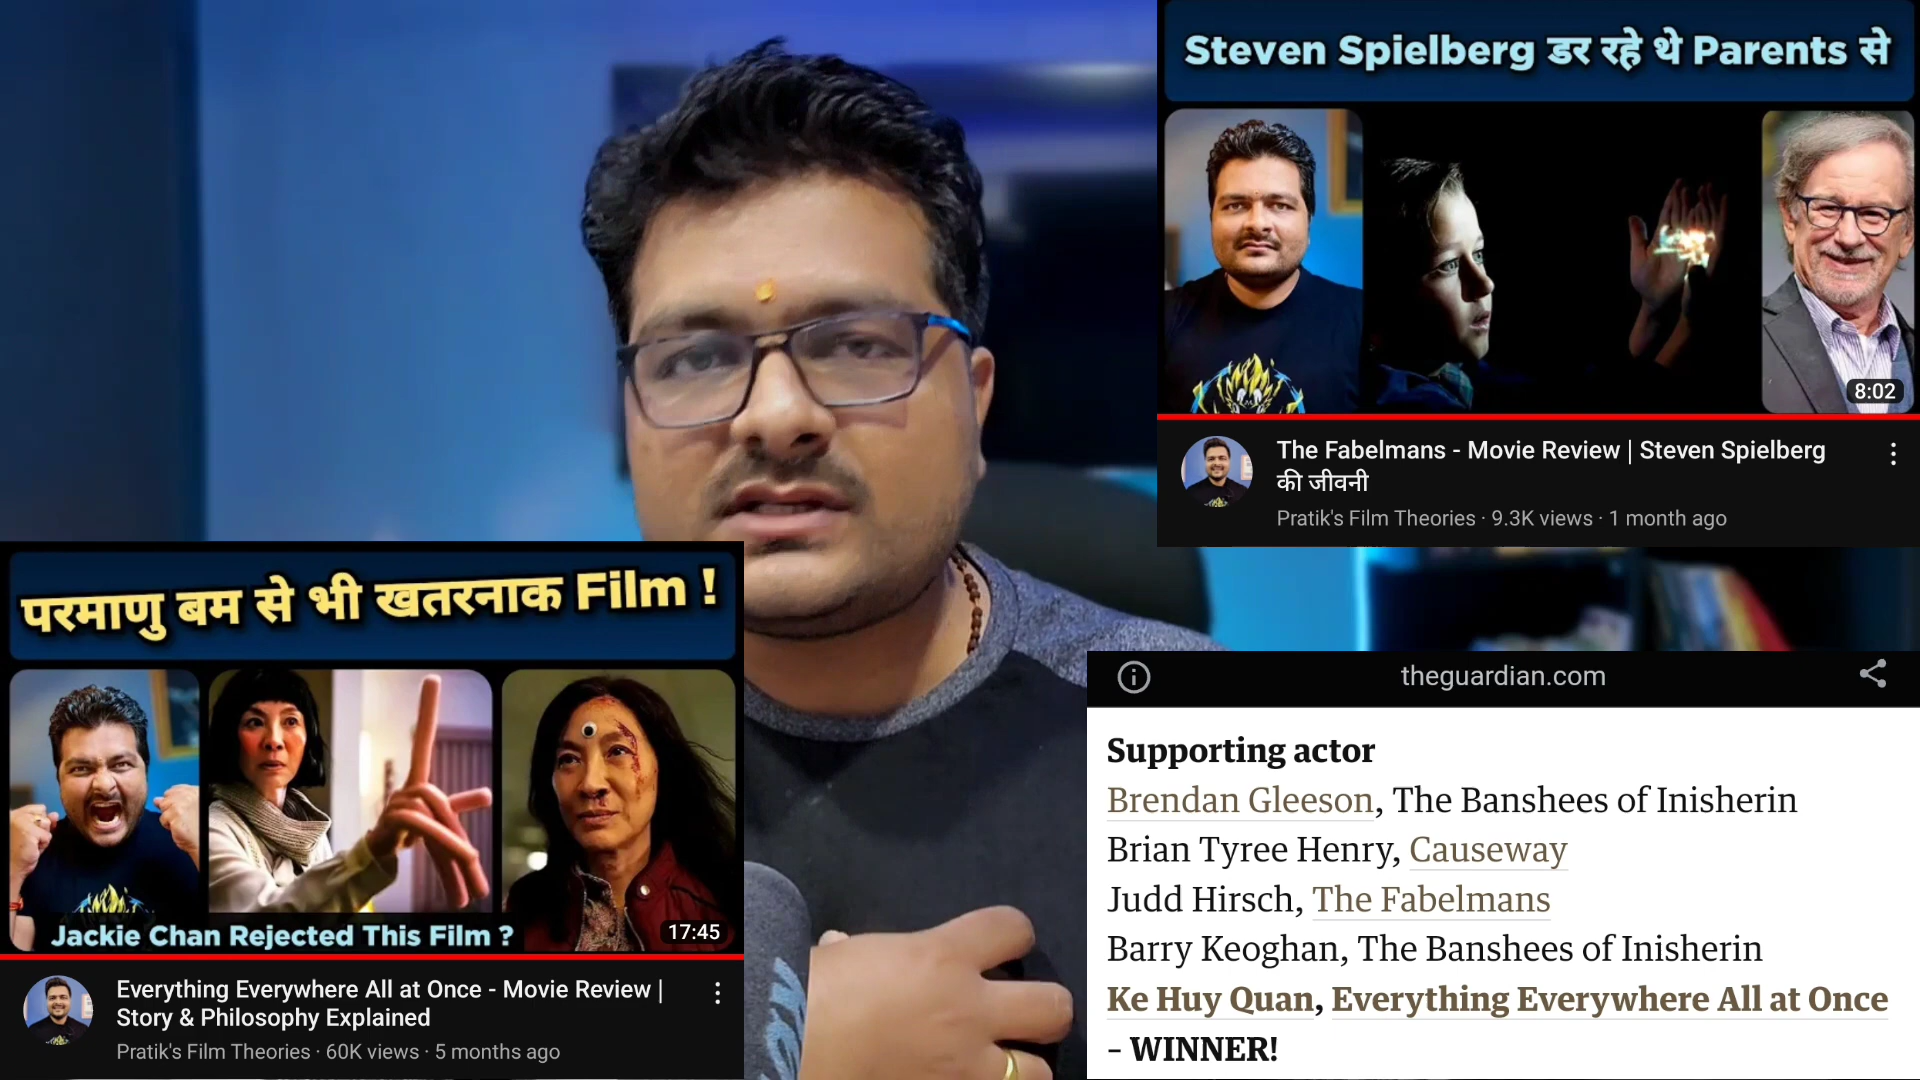 Steven Spielberg डर रहे थे Parents से
8:02
The Fabelmans - Movie Review | Steven Spielberg
की जीवनी
Pratik's Film Theories · 9.3K views · 1 month ago
परमाणु बम से भी खतरनाक Film !
Jackie Chan Rejected This Film ?
17:45
Everything Everywhere All at Once - Movie Review |
Story & Philosophy Explained
Pratik's Film Theories · 60K views · 5 months ago
theguardian.com
Supporting actor
Brendan Gleeson, The Banshees of Inisherin
Brian Tyree Henry, Causeway
Judd Hirsch, The Fabelmans
Barry Keoghan, The Banshees of Inisherin
Ke Huy Quan, Everything Everywhere All at Once
– WINNER!